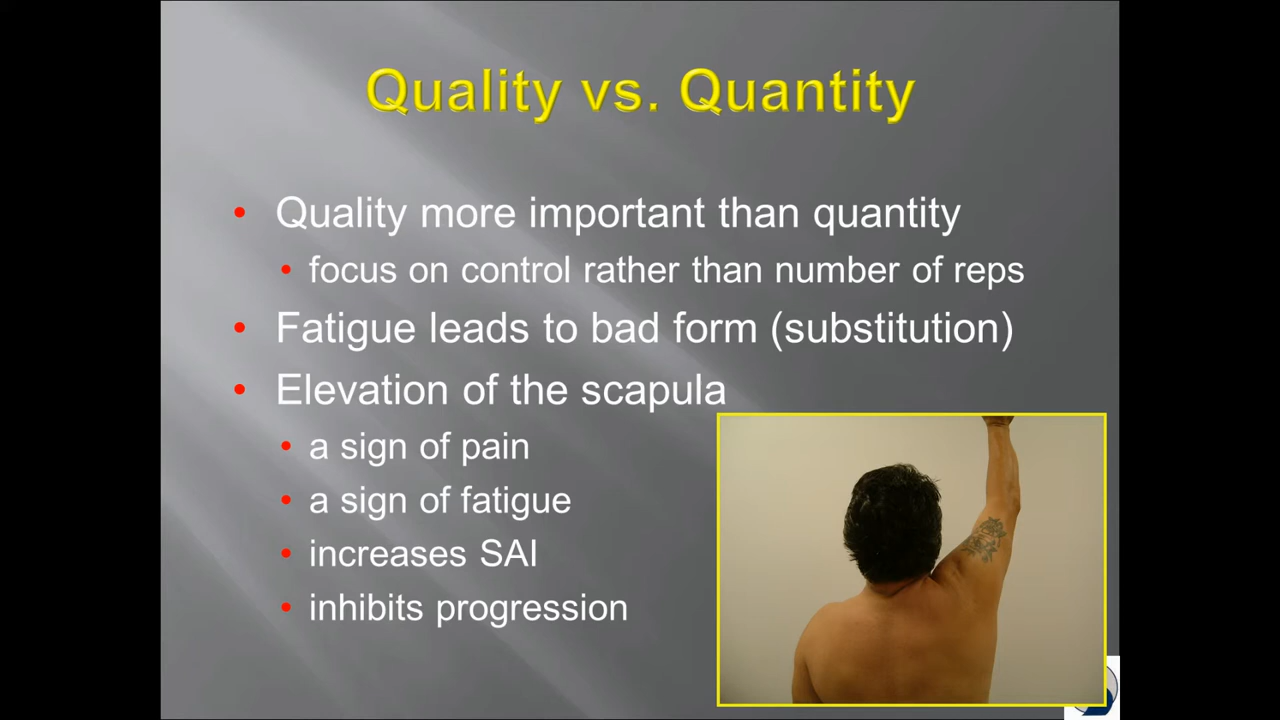 Quality vs. Quantity
• Quality more important than quantity
• focus on control rather than number of reps
• Fatigue leads to bad form (substitution)
• Elevation of the scapula
• a sign of pain
• a sign of fatigue
• increases SAI
• inhibits progression